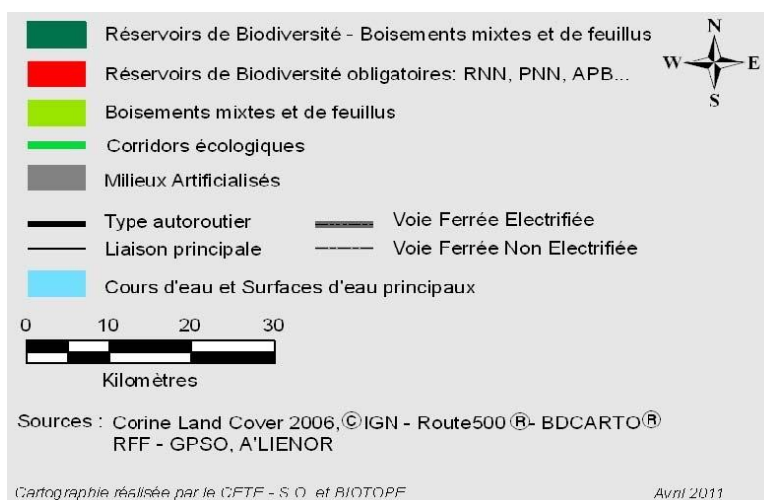 N
Réservoirs de Biodiversité - Boisements mixtes et de feuillus
W E
Réservoirs de Biodiversité obligatoires: RNN, PNN, APB...
S
Boisements mixtes et de feuillus
Corridors écologiques
Milieux Artificialisés
Type autoroutier Voie Ferrée Electrifiée
Liaison principale Voie Ferrée Non Electrifiée
Cours d'eau et Surfaces d'eau principaux
0 10 20 30
Kilomètres
Sources : Corine Land Cover 2006, ©IGN - Route500 ®- BDCARTO®
RFF - GPSO, A'LIENOR
Cartographie réalisée par le CETE - S.O. et BIOTOPE Avril 2011